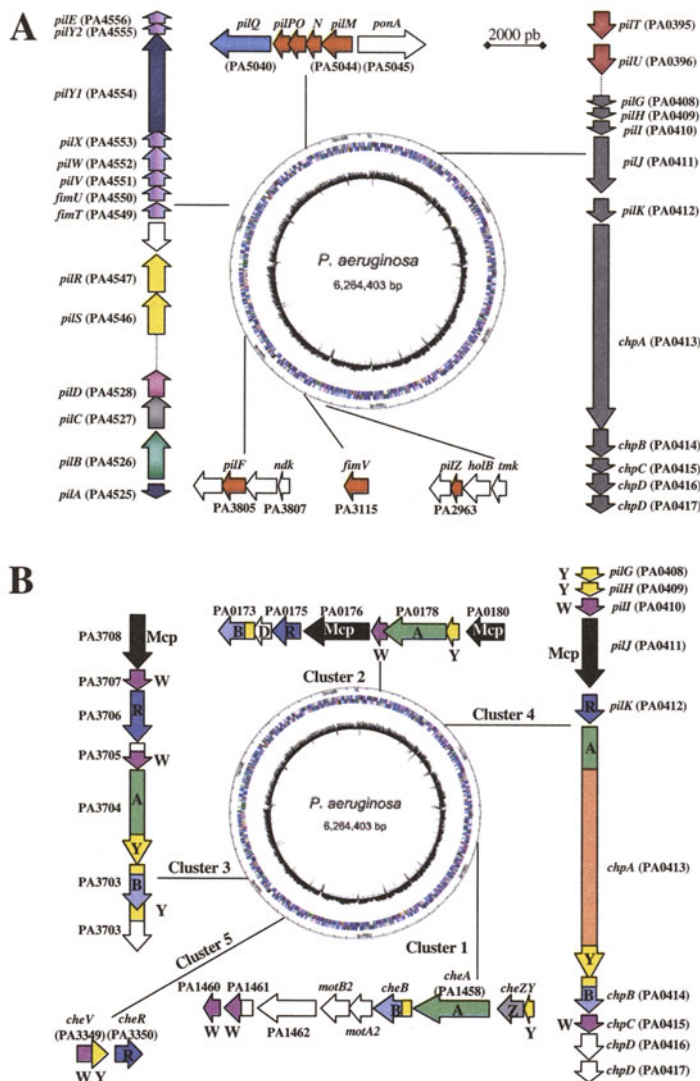 A
pilE (PA4556)
pilY2 (PA4555)
pilY1 (PA4554)
pilX (PA4553)
pilW (PA4552)
pilV (PA4551)
fimU (PA4550)
fimT (PA4549)
pilR (PA4547)
pilS (PA4546)
pilD (PA4528)
pilC (PA4527)
pilB (PA4526)
pilA (PA4525)
pilQ pilPO N pilM ponA
(PA5040) (PA5044) (PA5045)
2000 pb
P. aeruginosa
6,264,403 bp
pilF ndk
PA3805 PA3807
fimV
PA3115
pilZ holB tmk
PA2963
pilT (PA0395)
pilU (PA0396)
pilG (PA0408)
pilH (PA0409)
pilI (PA0410)
pilJ (PA0411)
pilK (PA0412)
chpA (PA0413)
chpB (PA0414)
chpC (PA0415)
chpD (PA0416)
chpD (PA0417)
B
PA3708 Mcp
PA3707 W
PA3706 R
PA3705 W
PA3704 A
Y
PA3703 B
Y
PA3703
PA0173 PA0175 PA0176 PA0178 PA0180
B D R Mcp A Mcp
W Y
Cluster 2
Cluster 4
Cluster 3
Cluster 5
Cluster 1
P. aeruginosa
6,264,403 bp
cheV cheR
(PA3349) (PA3350)
R
W Y
PA1460 PA1461 motB2 cheB cheA (PA1458) cheZY
B A Z
W W PA1462 motA2 Y
Y pilG (PA0408)
Y pilH (PA0409)
W pilI (PA0410)
Mcp pilJ (PA0411)
R pilK (PA0412)
A
chpA (PA0413)
Y
B chpB (PA0414)
W chpC (PA0415)
chpD (PA0416)
chpD (PA0417)